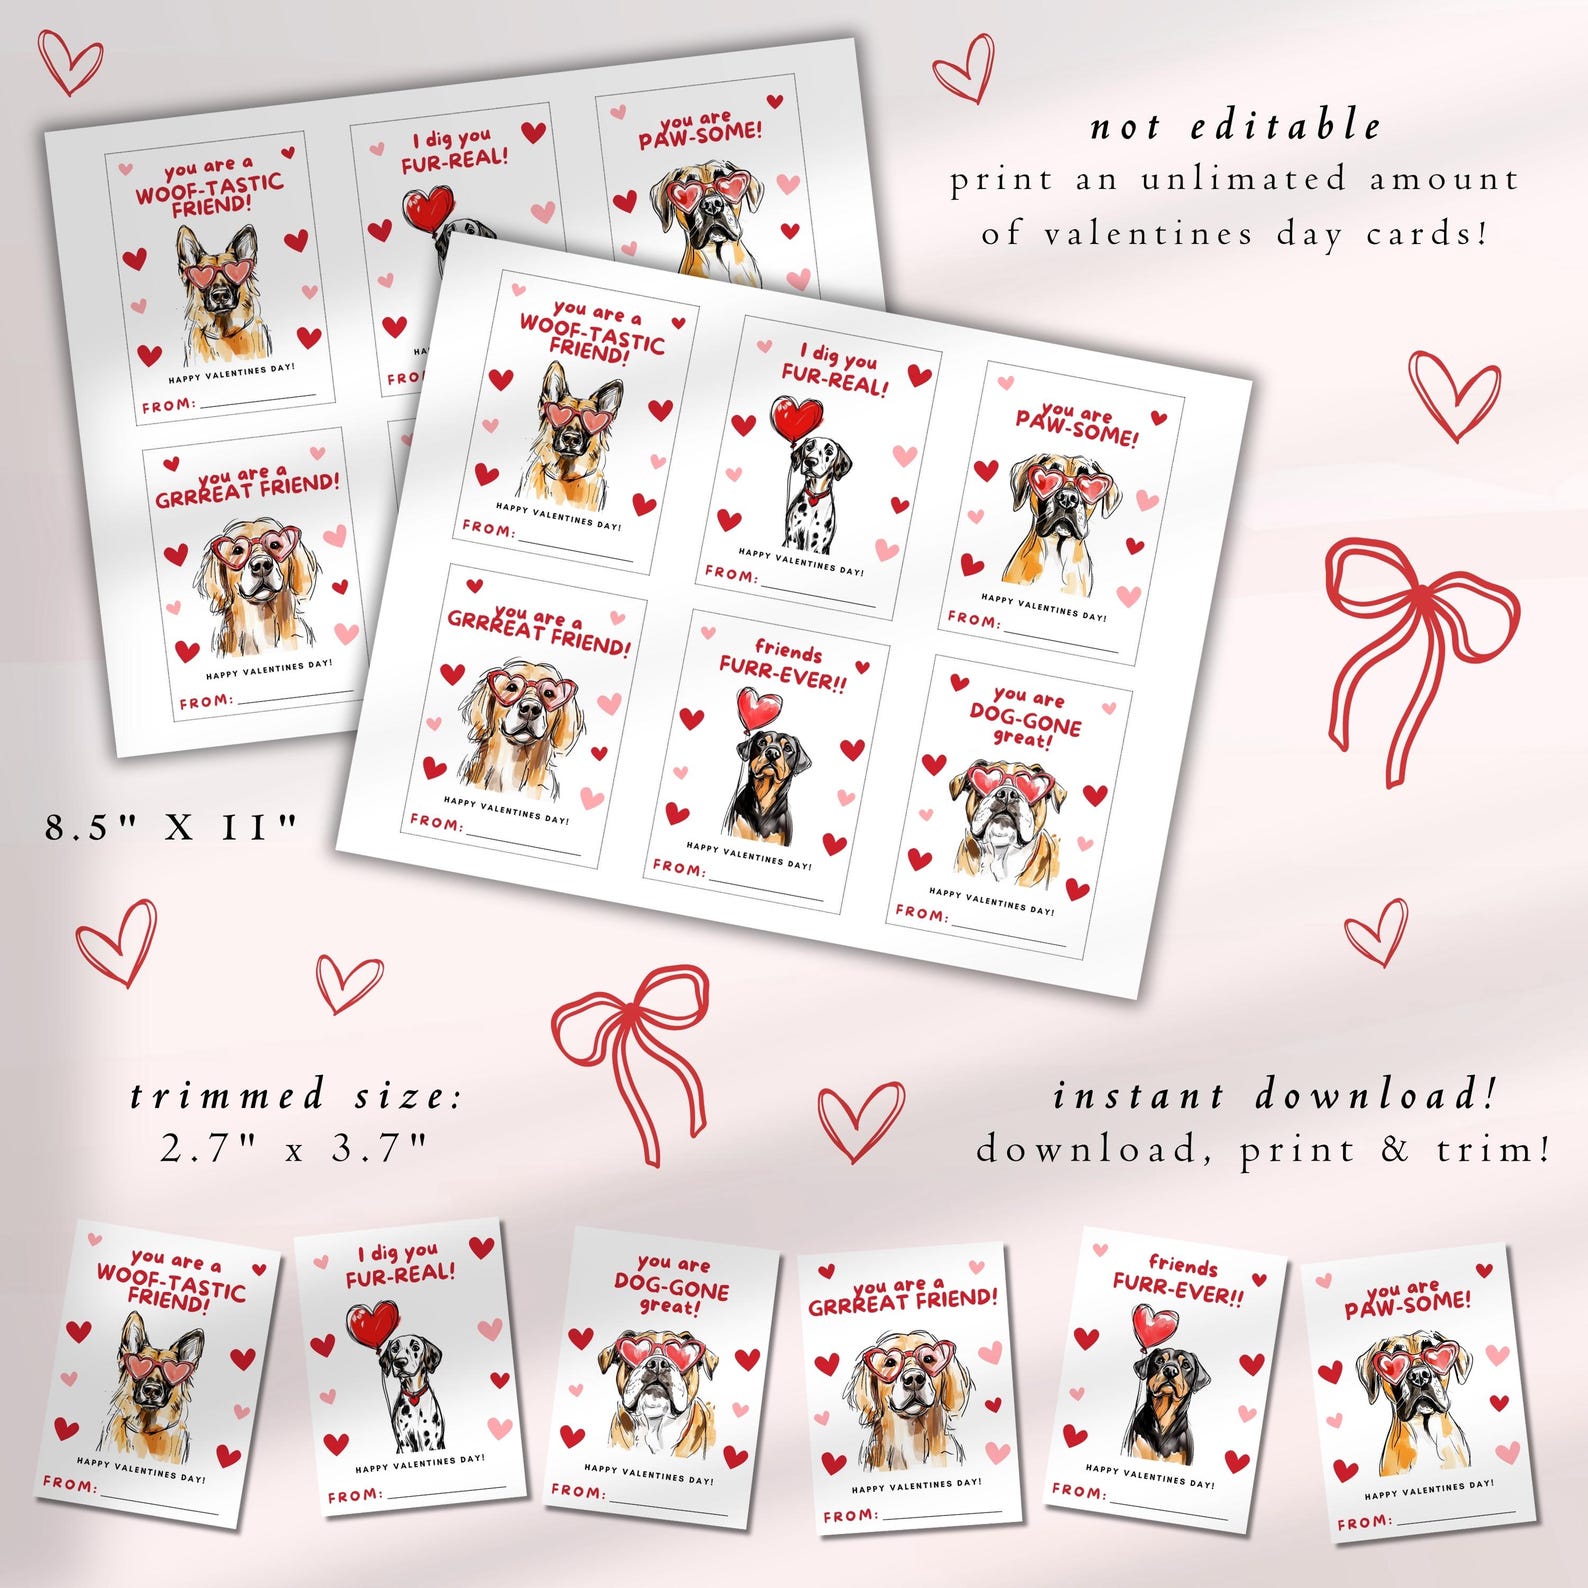 not editable
print an unlimated amount
of valentines day cards!
you are a
WOOF-TASTIC
FRIEND!
HAPPY VALENTINES DAY!
FROM:
I dig you
FUR-REAL!
HA
FRO
you are
PAW-SOME!
you are a
GRRREAT FRIEND!
HAPPY VALENTINES DAY!
FROM:
you are a
WOOF-TASTIC
FRIEND!
HAPPY VALENTINES DAY!
FROM:
I dig you
FUR-REAL!
HAPPY VALENTINES DAY!
FROM:
you are
PAW-SOME!
HAPPY VALENTINES DAY!
FROM:
you are a
GRRREAT FRIEND!
HAPPY VALENTINES DAY!
FROM:
friends
FURR-EVER!!
HAPPY VALENTINES DAY!
FROM:
you are
DOG-GONE
great!
HAPPY VALENTINES DAY!
FROM:
8.5" X 11"
trimmed size:
2.7" x 3.7"
instant download!
download, print & trim!
you are a
WOOF-TASTIC
FRIEND!
HAPPY VALENTINES DAY!
FROM:
I dig you
FUR-REAL!
HAPPY VALENTINES DAY!
FROM:
you are
DOG-GONE
great!
HAPPY VALENTINES DAY!
FROM:
you are a
GRRREAT FRIEND!
HAPPY VALENTINES DAY!
FROM:
friends
FURR-EVER!!
HAPPY VALENTINES DAY!
FROM:
you are
PAW-SOME!
HAPPY VALENTINES DAY!
FROM: